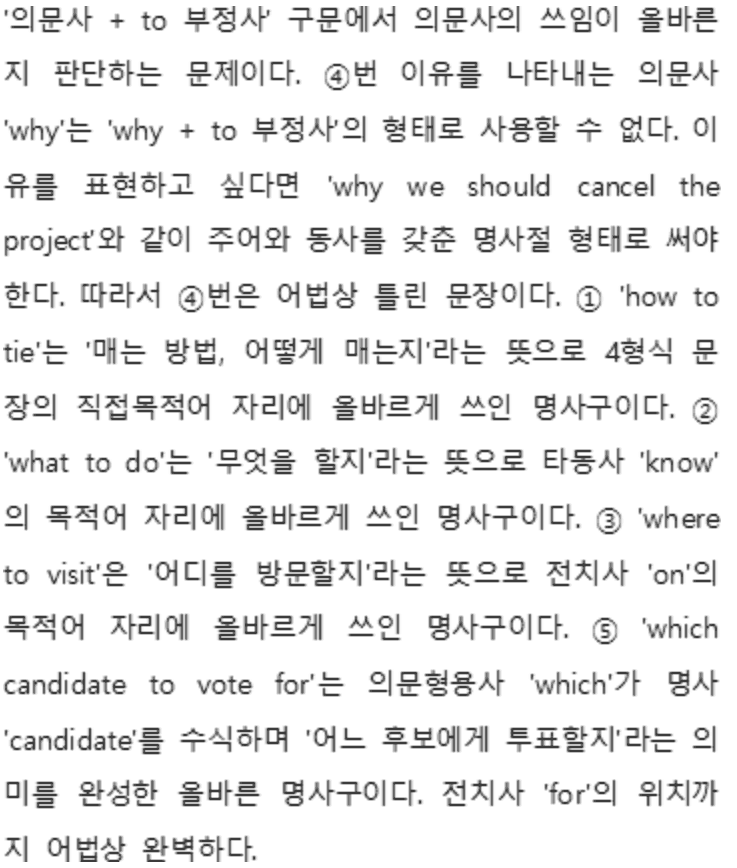 '의문사 + to 부정사' 구문에서 의문사의 쓰임이 올바른
지 판단하는 문제이다. ④번 이유를 나타내는 의문사
'why'는 'why + to 부정사'의 형태로 사용할 수 없다. 이
유를 표현하고 싶다면 'why we should cancel the
project'와 같이 주어와 동사를 갖춘 명사절 형태로 써야
한다. 따라서 ④번은 어법상 틀린 문장이다. ① 'how to
tie'는 '매는 방법, 어떻게 매는지'라는 뜻으로 4형식 문
장의 직접목적어 자리에 올바르게 쓰인 명사구이다. ②
'what to do'는 '무엇을 할지'라는 뜻으로 타동사 'know'
의 목적어 자리에 올바르게 쓰인 명사구이다. ③ 'where
to visit'은 '어디를 방문할지'라는 뜻으로 전치사 'on'의
목적어 자리에 올바르게 쓰인 명사구이다. ⑤ 'which
candidate to vote for'는 의문형용사 'which'가 명사
'candidate'를 수식하며 '어느 후보에게 투표할지'라는 의
미를 완성한 올바른 명사구이다. 전치사 'for'의 위치까
지 어법상 완벽하다.